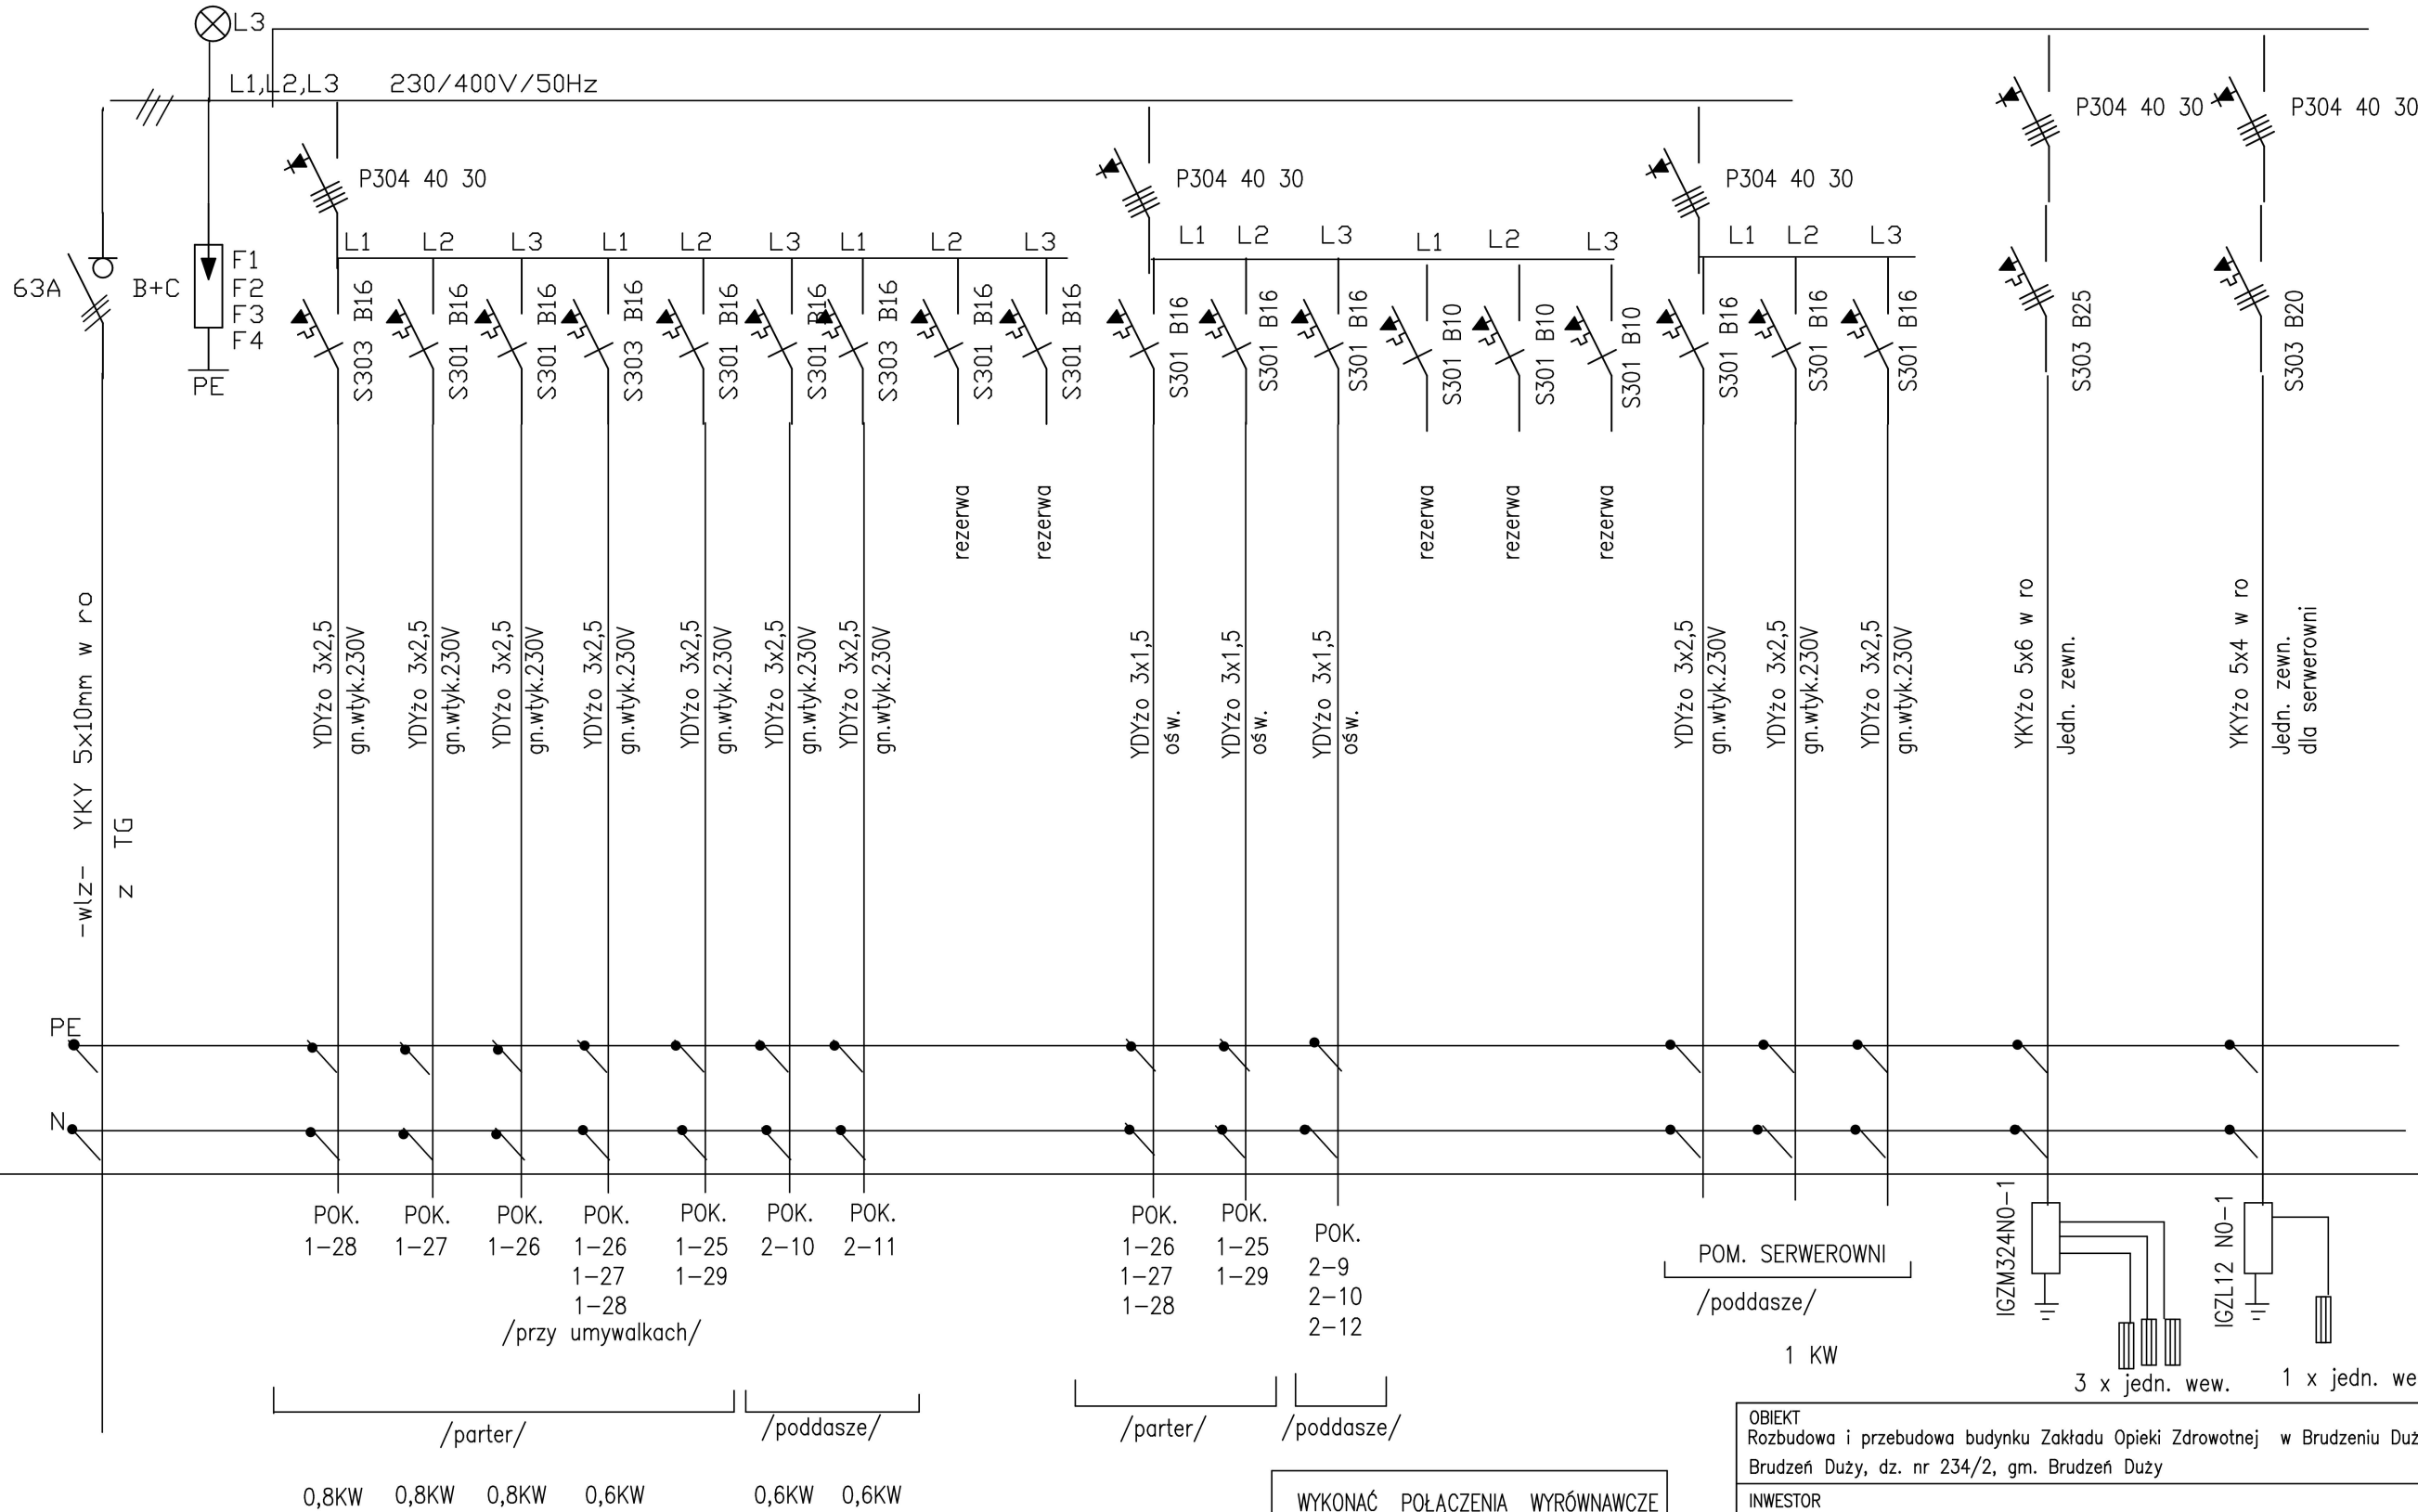 L3
L1,L2,L3 230/400V/50Hz
P304 40 30
P304 40 30
P304 40 30
P304 40 30
P304 40 30
L1
L2
L3
L1
L2
L3
L1
L2
L3
L1
L2
L3
L1
L2
L3
L1
L2
L3
63A
B+C
F1
F2
F3
F4
PE
S303 B16
S301 B16
S301 B16
S303 B16
S301 B16
S301 B16
S303 B16
S301 B16
S301 B16
S301 B16
S301 B16
S301 B16
S301 B10
S301 B10
S301 B10
S301 B16
S301 B16
S301 B16
S303 B25
S303 B20
rezerwa
rezerwa
rezerwa
rezerwa
rezerwa
-wlz- YKY 5x10mm w ro
z TG
YDYżo 3x2,5
gn.wtyk.230V
YDYżo 3x2,5
gn.wtyk.230V
YDYżo 3x2,5
gn.wtyk.230V
YDYżo 3x2,5
gn.wtyk.230V
YDYżo 3x2,5
gn.wtyk.230V
YDYżo 3x2,5
gn.wtyk.230V
YDYżo 3x2,5
gn.wtyk.230V
YDYżo 3x1,5
ośw.
YDYżo 3x1,5
ośw.
YDYżo 3x1,5
ośw.
YDYżo 3x2,5
gn.wtyk.230V
YDYżo 3x2,5
gn.wtyk.230V
YDYżo 3x2,5
gn.wtyk.230V
YKYżo 5x6 w ro
Jedn. zewn.
YKYżo 5x4 w ro
Jedn. zewn.
dla serwerowni
PE
N
POK.
1-28
POK.
1-27
POK.
1-26
POK.
1-26
1-27
1-28
/przy umywalkach/
POK.
1-25
1-29
POK.
2-10
POK.
2-11
POK.
1-26
1-27
1-28
POK.
1-25
1-29
POK.
2-9
2-10
2-12
POM. SERWEROWNI
/poddasze/
1 KW
IGZM324NO-1
3 x jedn. wew.
IGZL12 NO-1
1 x jedn. we
/parter/
/poddasze/
/parter/
/poddasze/
0,8KW
0,8KW
0,8KW
0,6KW
0,6KW
0,6KW
WYKONAĆ POŁACZENIA WYRÓWNAWCZE
OBIEKT
Rozbudowa i przebudowa budynku Zakładu Opieki Zdrowotnej w Brudzeniu Duż
Brudzeń Duży, dz. nr 234/2, gm. Brudzeń Duży
INWESTOR